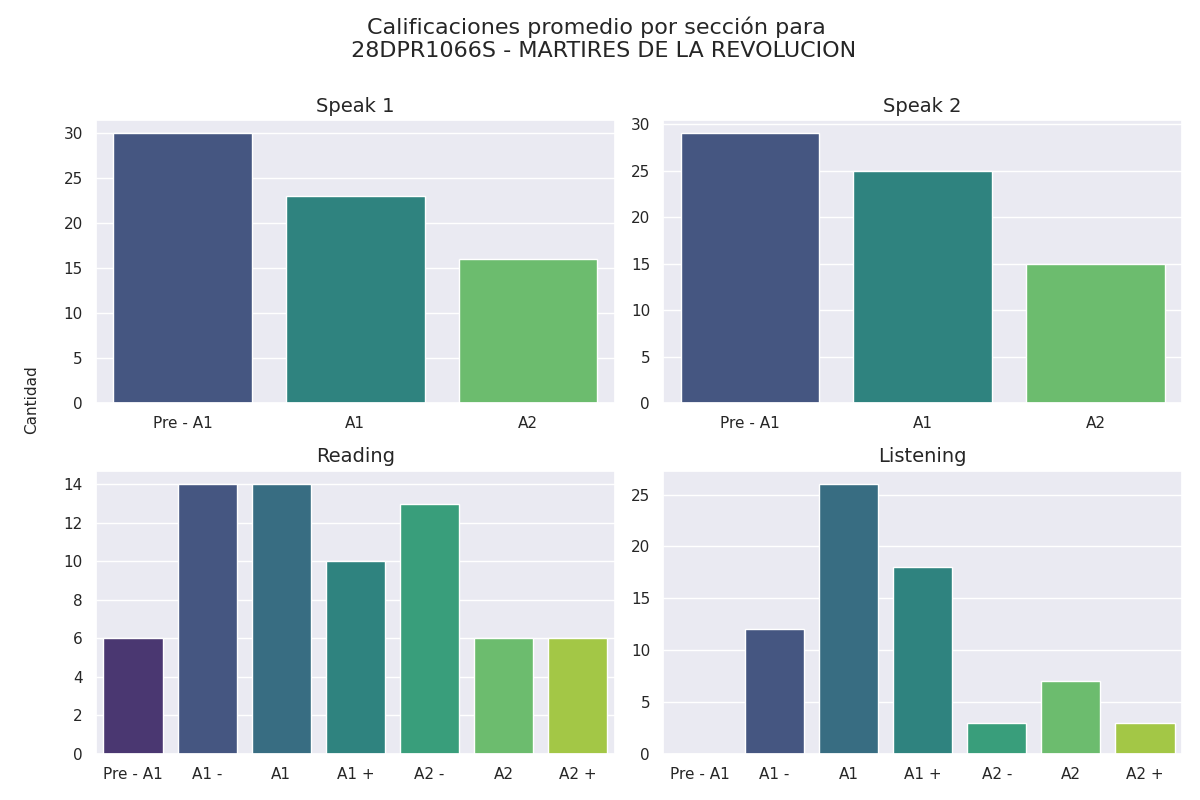 Calificaciones promedio por sección para
28DPR1066S - MARTIRES DE LA REVOLUCION
Speak 1
30
25
20
15
10
5
0
Pre - A1 A1 A2
Speak 2
30
25
20
15
10
5
0
Pre - A1 A1 A2
Cantidad
Reading
14
12
10
8
6
4
2
0
Pre - A1 A1 - A1 A1 + A2 - A2 A2 +
Listening
25
20
15
10
5
0
Pre - A1 A1 - A1 A1 + A2 - A2 A2 +